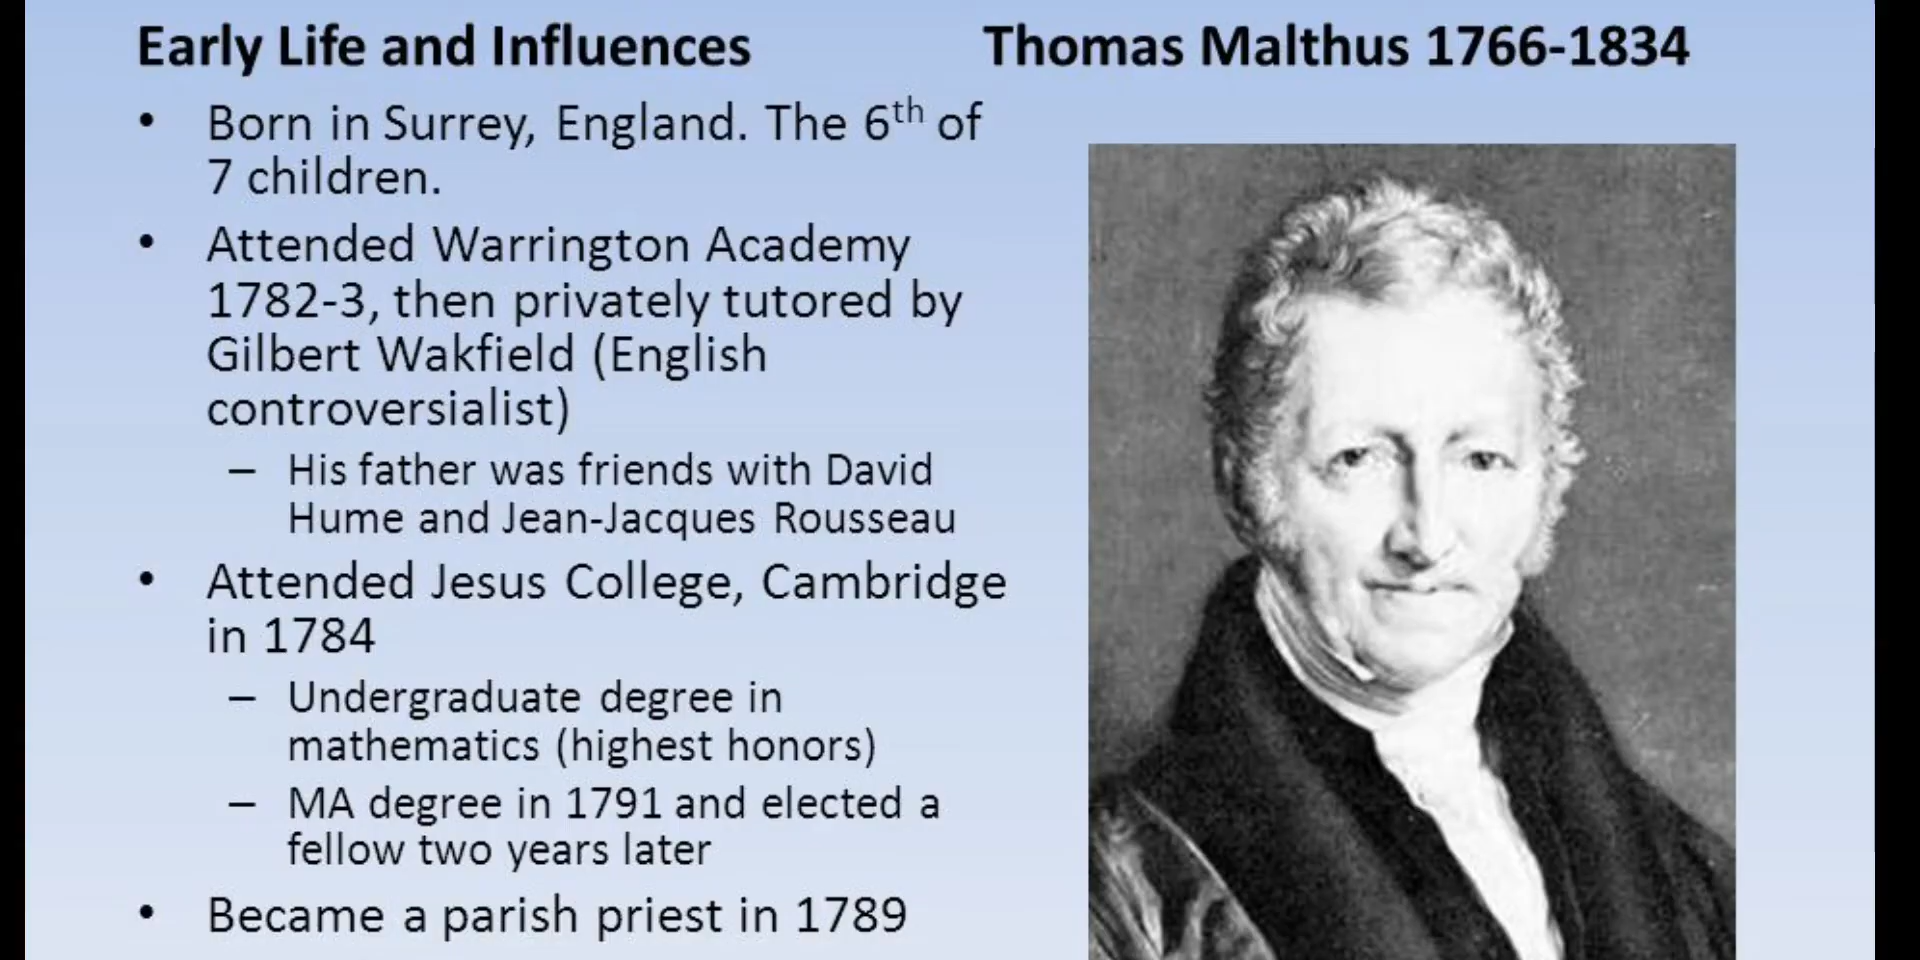 Early Life and Influences
Thomas Malthus 1766-1834
• Born in Surrey, England. The 6th of
7 children.
• Attended Warrington Academy
1782-3, then privately tutored by
Gilbert Wakfield (English
controversialist)
– His father was friends with David
Hume and Jean-Jacques Rousseau
• Attended Jesus College, Cambridge
in 1784
– Undergraduate degree in
mathematics (highest honors)
– MA degree in 1791 and elected a
fellow two years later
• Became a parish priest in 1789